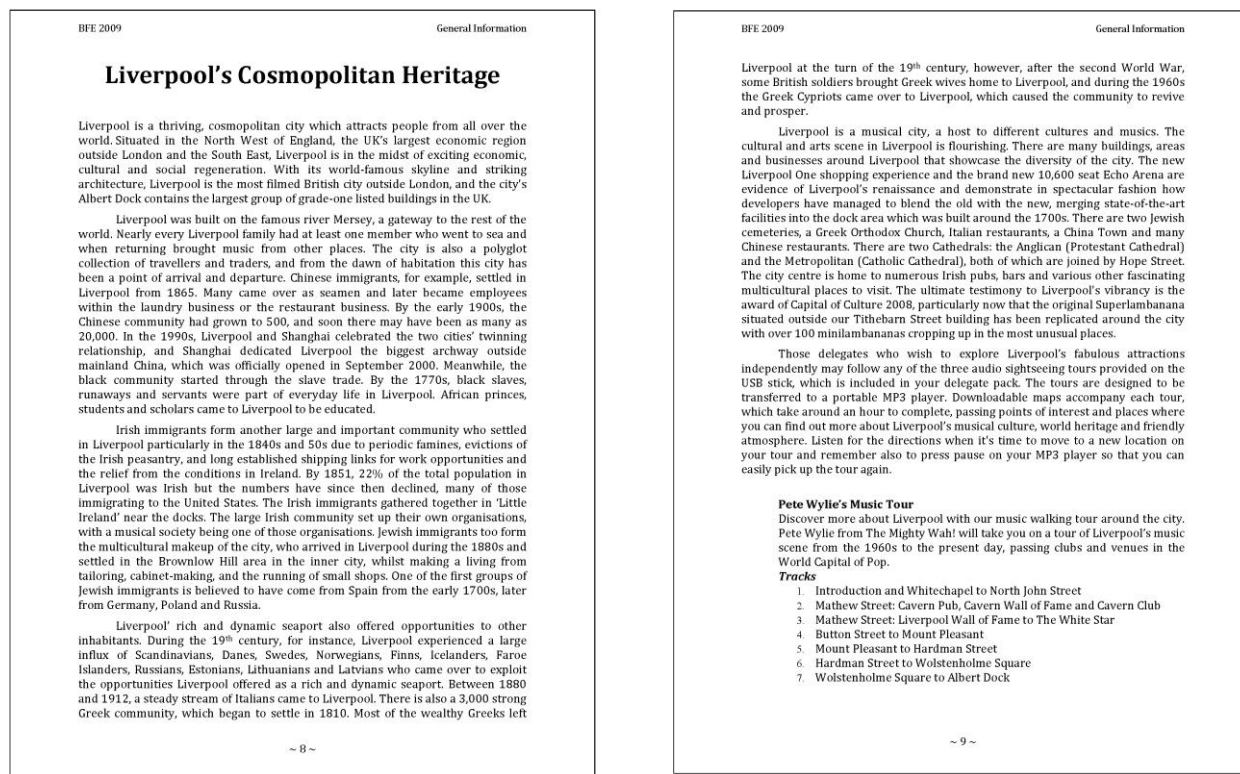 BFE 2009 General Information
Liverpool's Cosmopolitan Heritage
Liverpool is a thriving, cosmopolitan city which attracts people from all over the
world. Situated in the North West of England, the UK's largest economic region
outside London and the South East, Liverpool is in the midst of exciting economic,
cultural and social regeneration. With its world-famous skyline and striking
architecture, Liverpool is the most filmed British city outside London, and the city's
Albert Dock contains the largest group of grade-one listed buildings in the UK.
Liverpool was built on the famous river Mersey, a gateway to the rest of the
world. Nearly every Liverpool family had at least one member who went to sea and
when returning brought music from other places. The city is also a polyglot
collection of travellers and traders, and from the dawn of habitation this city has
been a point of arrival and departure. Chinese immigrants, for example, settled in
Liverpool from 1865. Many came over as seamen and later became employees
within the laundry business or the restaurant business. By the early 1900s, the
Chinese community had grown to 500, and soon there may have been as many as
20,000. In the 1990s, Liverpool and Shanghai celebrated the two cities' twinning
relationship, and Shanghai dedicated Liverpool the biggest archway outside
mainland China, which was officially opened in September 2000. Meanwhile, the
black community started through the slave trade. By the 1770s, black slaves,
runaways and servants were part of everyday life in Liverpool. African princes,
students and scholars came to Liverpool to be educated.
Irish immigrants form another large and important community who settled
in Liverpool particularly in the 1840s and 50s due to periodic famines, evictions of
the Irish peasantry, and long established shipping links for work opportunities and
the relief from the conditions in Ireland. By 1851, 22% of the total population in
Liverpool was Irish but the numbers have since then declined, many of those
immigrating to the United States. The Irish immigrants gathered together in 'Little
Ireland' near the docks. The large Irish community set up their own organisations,
with a musical society being one of those organisations. Jewish immigrants too form
the multicultural makeup of the city, who arrived in Liverpool during the 1880s and
settled in the Brownlow Hill area in the inner city, whilst making a living from
tailoring, cabinet-making, and the running of small shops. One of the first groups of
Jewish immigrants is believed to have come from Spain from the early 1700s, later
from Germany, Poland and Russia.
Liverpool' rich and dynamic seaport also offered opportunities to other
inhabitants. During the 19th century, for instance, Liverpool experienced a large
influx of Scandinavians, Danes, Swedes, Norwegians, Finns, Icelanders, Faroe
Islanders, Russians, Estonians, Lithuanians and Latvians who came over to exploit
the opportunities Liverpool offered as a rich and dynamic seaport. Between 1880
and 1912, a steady stream of Italians came to Liverpool. There is also a 3,000 strong
Greek community, which began to settle in 1810. Most of the wealthy Greeks left
~ 8 ~
BFE 2009 General Information
Liverpool at the turn of the 19th century, however, after the second World War,
some British soldiers brought Greek wives home to Liverpool, and during the 1960s
the Greek Cypriots came over to Liverpool, which caused the community to revive
and prosper.
Liverpool is a musical city, a host to different cultures and musics. The
cultural and arts scene in Liverpool is flourishing. There are many buildings, areas
and businesses around Liverpool that showcase the diversity of the city. The new
Liverpool One shopping experience and the brand new 10,600 seat Echo Arena are
evidence of Liverpool's renaissance and demonstrate in spectacular fashion how
developers have managed to blend the old with the new, merging state-of-the-art
facilities into the dock area which was built around the 1700s. There are two Jewish
cemeteries, a Greek Orthodox Church, Italian restaurants, a China Town and many
Chinese restaurants. There are two Cathedrals: the Anglican (Protestant Cathedral)
and the Metropolitan (Catholic Cathedral), both of which are joined by Hope Street.
The city centre is home to numerous Irish pubs, bars and various other fascinating
multicultural places to visit. The ultimate testimony to Liverpool's vibrancy is the
award of Capital of Culture 2008, particularly now that the original Superlambanana
situated outside our Tithebarn Street building has been replicated around the city
with over 100 minilambananas cropping up in the most unusual places.
Those delegates who wish to explore Liverpool's fabulous attractions
independently may follow any of the three audio sightseeing tours provided on the
USB stick, which is included in your delegate pack. The tours are designed to be
transferred to a portable MP3 player. Downloadable maps accompany each tour,
which take around an hour to complete, passing points of interest and places where
you can find out more about Liverpool's musical culture, world heritage and friendly
atmosphere. Listen for the directions when it's time to move to a new location on
your tour and remember also to press pause on your MP3 player so that you can
easily pick up the tour again.
Pete Wylie's Music Tour
Discover more about Liverpool with our music walking tour around the city.
Pete Wylie from The Mighty Wah! will take you on a tour of Liverpool's music
scene from the 1960s to the present day, passing clubs and venues in the
World Capital of Pop.
Tracks
1. Introduction and Whitechapel to North John Street
2. Mathew Street: Cavern Pub, Cavern Wall of Fame and Cavern Club
3. Mathew Street: Liverpool Wall of Fame to The White Star
4. Button Street to Mount Pleasant
5. Mount Pleasant to Hardman Street
6. Hardman Street to Wolstenholme Square
7. Wolstenholme Square to Albert Dock
~ 9 ~